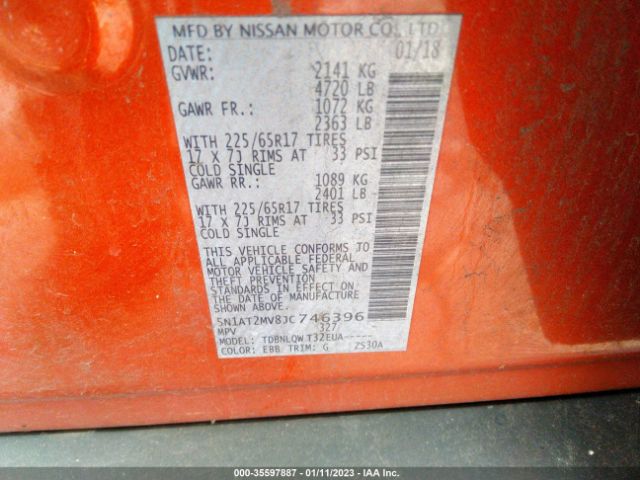 MFD BY NISSAN MOTOR CO., LTD
DATE: 01/18
GVWR: 2141 KG
4720 LB
GAWR FR.: 1072 KG
2363 LB
WITH 225/65R17 TIRES
17 X 7J RIMS AT 33 PSI
COLD SINGLE
GAWR RR.: 1089 KG
2401 LB
WITH 225/65R17 TIRES
17 X 7J RIMS AT 33 PSI
COLD SINGLE
THIS VEHICLE CONFORMS TO
ALL APPLICABLE FEDERAL
MOTOR VEHICLE SAFETY AND
THEFT PREVENTION
STANDARDS IN EFFECT ON
THE DATE OF MANUFACTURE
SHOWN ABOVE.
5N1AT2MV8JC746396
MPV 327
MODEL: TDBNLQW T32EUA-----
COLOR: EBB TRIM: G ZS30A
000-35597887 - 01/11/2023 - IAA Inc.